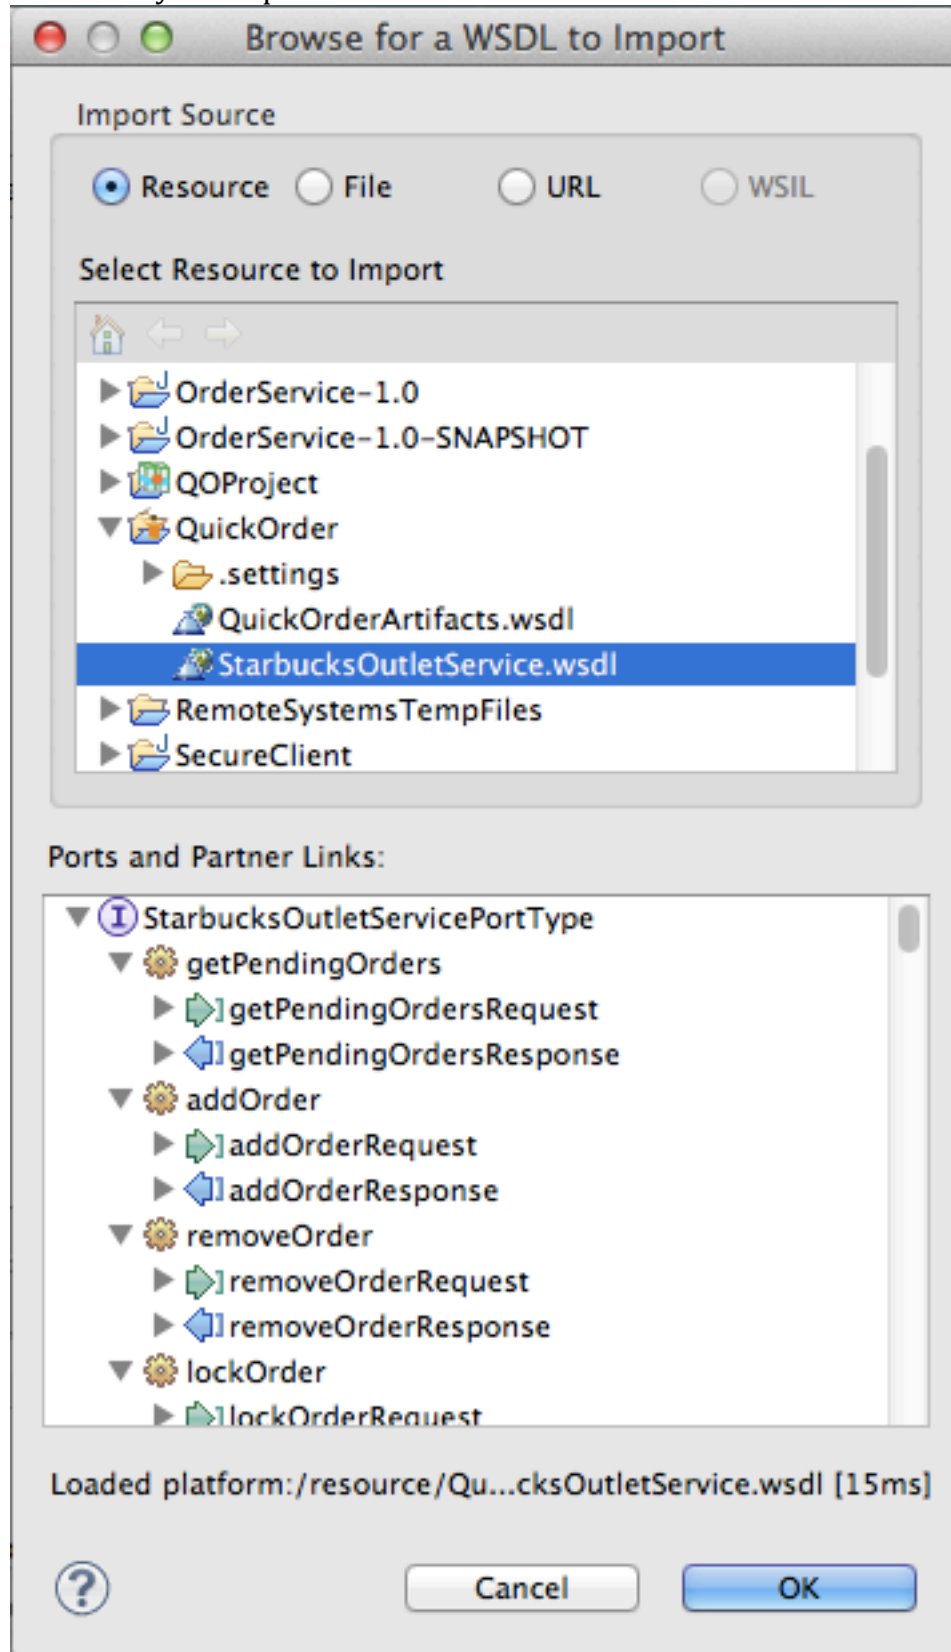 Browse for a WSDL to Import
Import Source
Resource File URL WSIL
Select Resource to Import
OrderService-1.0
OrderService-1.0-SNAPSHOT
QOProject
QuickOrder
.settings
QuickOrderArtifacts.wsdl
StarbucksOutletService.wsdl
RemoteSystemsTempFiles
SecureClient
Ports and Partner Links:
StarbucksOutletServicePortType
getPendingOrders
getPendingOrdersRequest
getPendingOrdersResponse
addOrder
addOrderRequest
addOrderResponse
removeOrder
removeOrderRequest
removeOrderResponse
lockOrder
lockOrderRequest
Loaded platform:/resource/Qu...cksOutletService.wsdl [15ms]
? Cancel OK